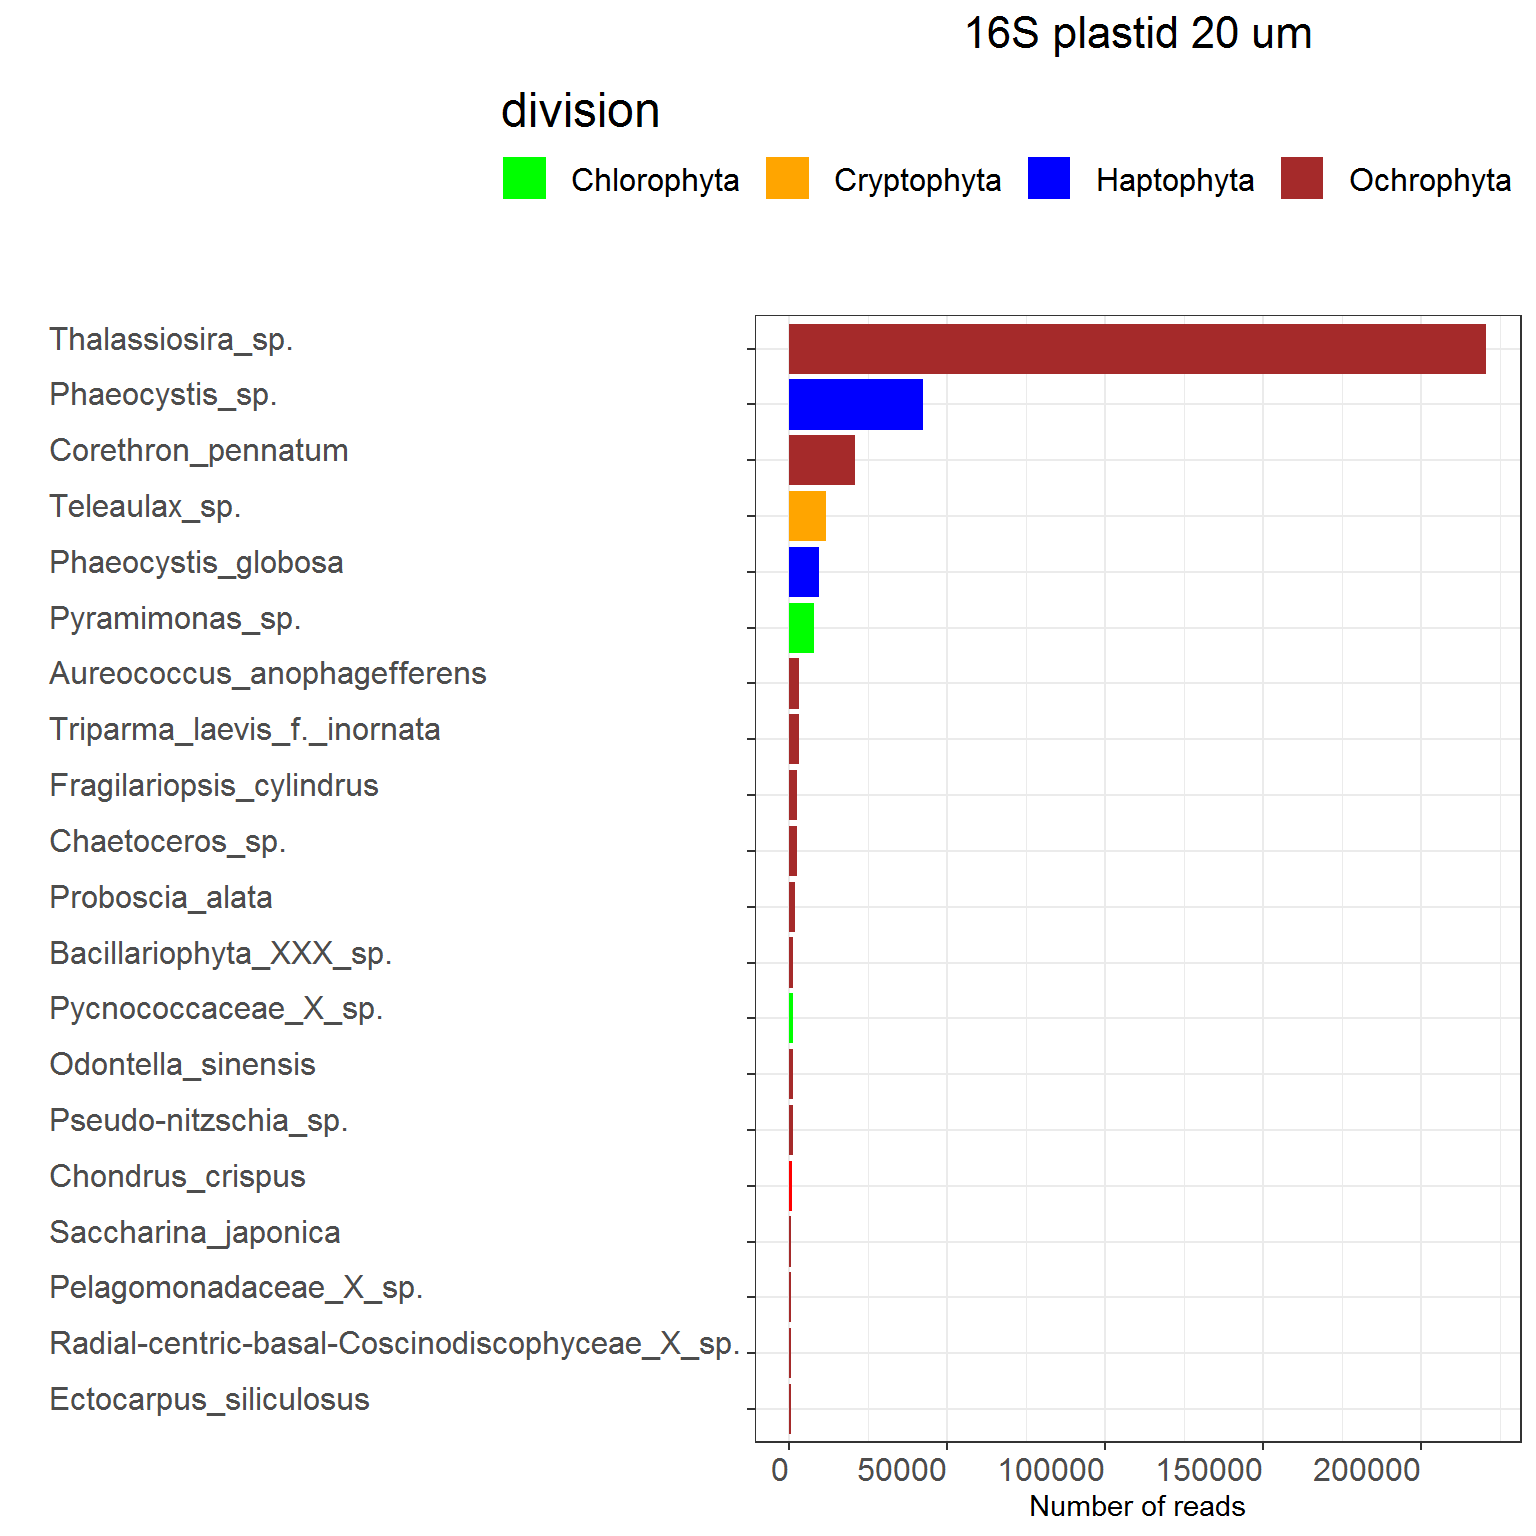 16S plastid 20 um
division
Chlorophyta Cryptophyta Haptophyta Ochrophyta
Thalassiosira_sp.
Phaeocystis_sp.
Corethron_pennatum
Teleaulax_sp.
Phaeocystis_globosa
Pyramimonas_sp.
Aureococcus_anophagefferens
Triparma_laevis_f._inornata
Fragilariopsis_cylindrus
Chaetoceros_sp.
Proboscia_alata
Bacillariophyta_XXX_sp.
Pycnococcaceae_X_sp.
Odontella_sinensis
Pseudo-nitzschia_sp.
Chondrus_crispus
Saccharina_japonica
Pelagomonadaceae_X_sp.
Radial-centric-basal-Coscinodiscophyceae_X_sp.
Ectocarpus_siliculosus
0 50000 100000 150000 200000
Number of reads